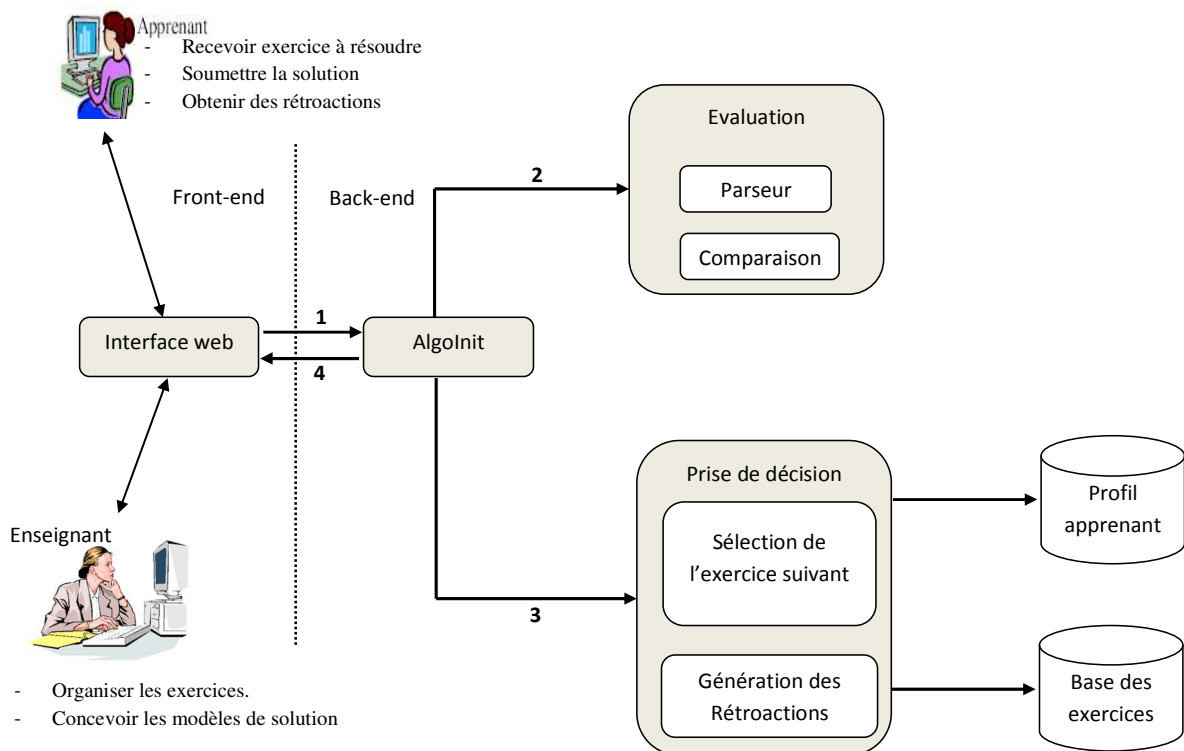 Apprenant
- Recevoir exercice à résoudre
- Soumettre la solution
- Obtenir des rétroactions
Front-end
Back-end
Interface web
1
4
AlgoInit
2
Evaluation
Parseur
Comparaison
3
Prise de décision
Sélection de
l'exercice suivant
Génération des
Rétroactions
Profil
apprenant
Base des
exercices
Enseignant
- Organiser les exercices.
- Concevoir les modèles de solution